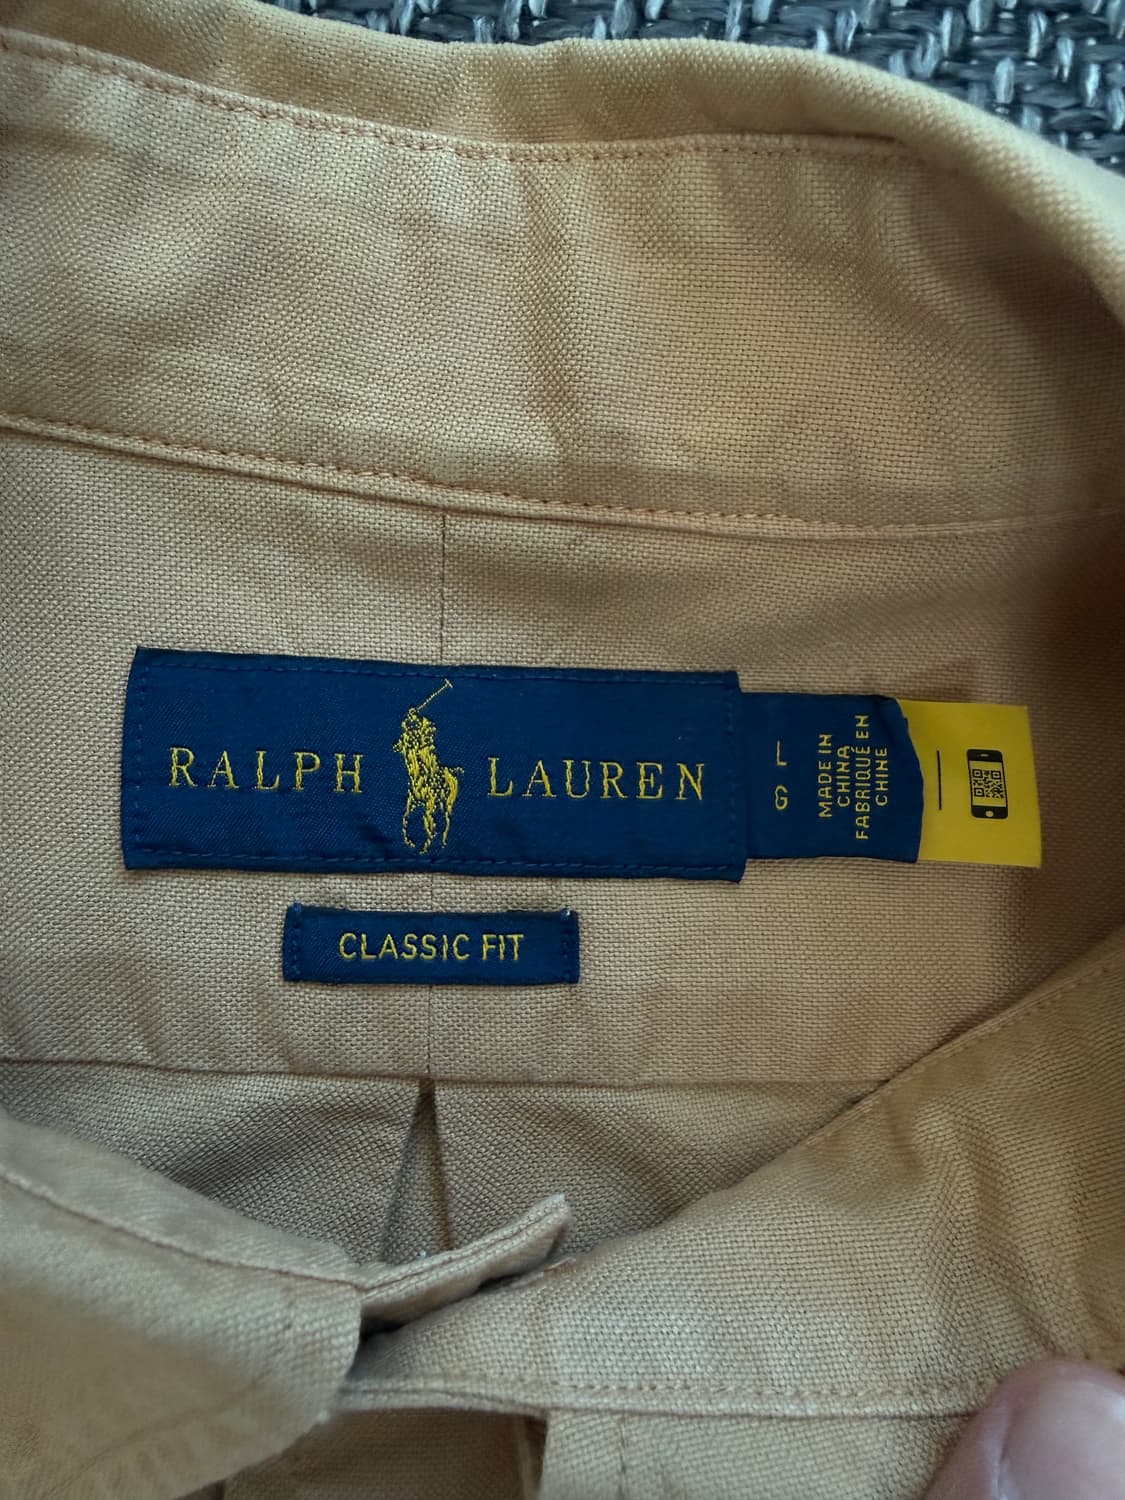 RALPH LAUREN
L
G
MADE IN
CHINA
FABRIQUÉ EN
CHINE
CLASSIC FIT